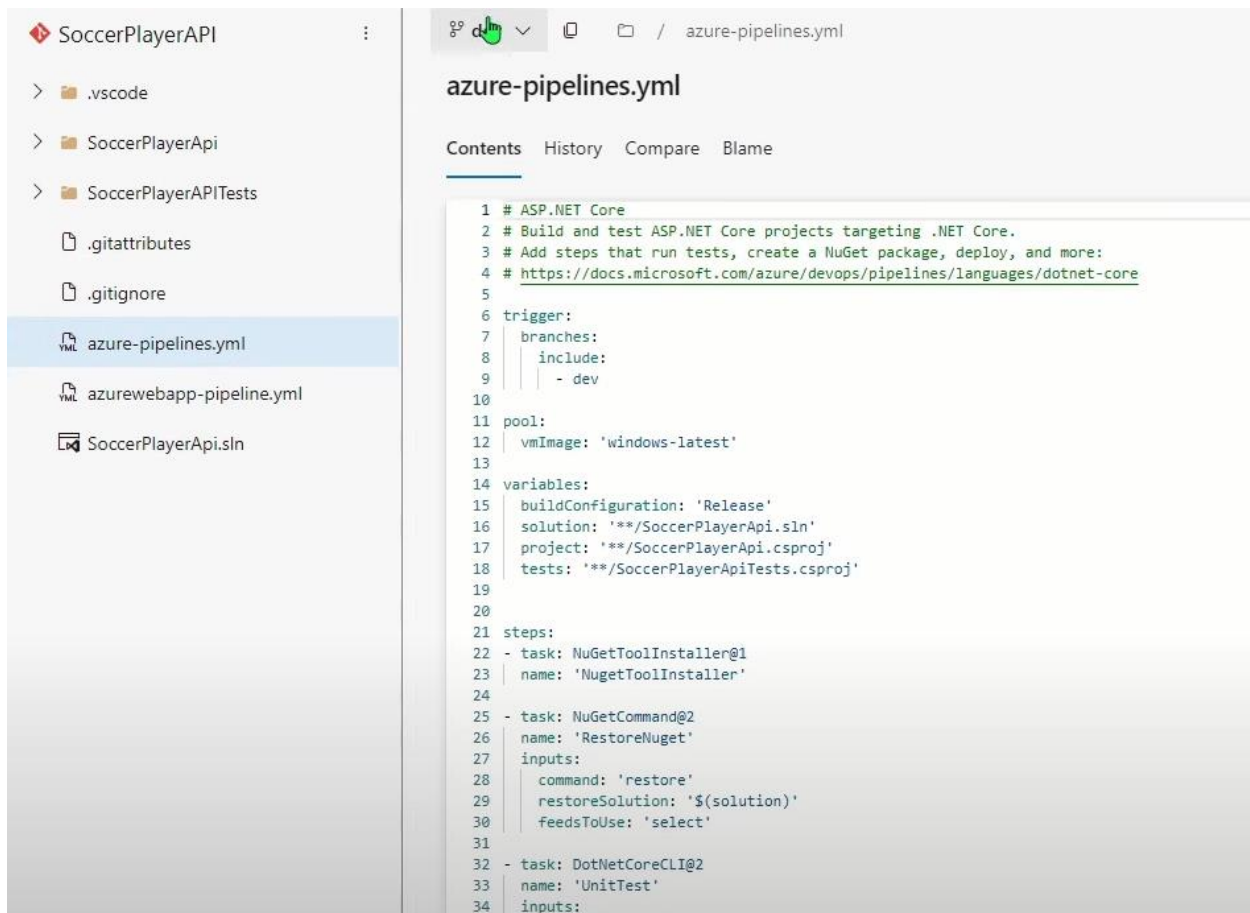 SoccerPlayerAPI
.vscode
SoccerPlayerApi
SoccerPlayerAPITests
.gitattributes
.gitignore
azure-pipelines.yml
azurewebapp-pipeline.yml
SoccerPlayerApi.sln
/ azure-pipelines.yml
azure-pipelines.yml
Contents History Compare Blame
1 # ASP.NET Core
2 # Build and test ASP.NET Core projects targeting .NET Core.
3 # Add steps that run tests, create a NuGet package, deploy, and more:
4 # https://docs.microsoft.com/azure/devops/pipelines/languages/dotnet-core
5
6 trigger:
7 branches:
8 include:
9 - dev
10
11 pool:
12 vmImage: 'windows-latest'
13
14 variables:
15 buildConfiguration: 'Release'
16 solution: '**/SoccerPlayerApi.sln'
17 project: '**/SoccerPlayerApi.csproj'
18 tests: '**/SoccerPlayerApiTests.csproj'
19
20
21 steps:
22 - task: NuGetToolInstaller@1
23 name: 'NugetToolInstaller'
24
25 - task: NuGetCommand@2
26 name: 'RestoreNuget'
27 inputs:
28 command: 'restore'
29 restoreSolution: '$(solution)'
30 feedsToUse: 'select'
31
32 - task: DotNetCoreCLI@2
33 name: 'UnitTest'
34 inputs: